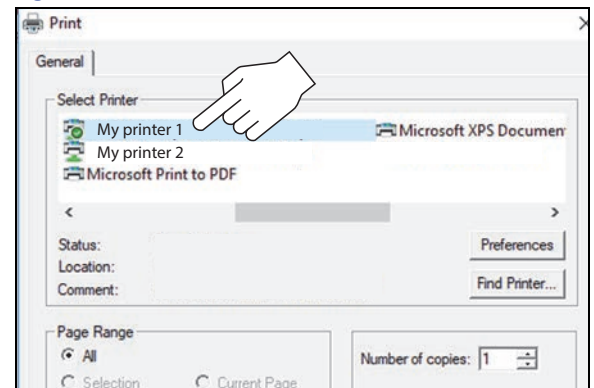 Print
General
Select Printer
My printer 1
Microsoft XPS Documen
My printer 2
Microsoft Print to PDF
Status:
Preferences
Location:
Comment:
Find Printer...
Page Range
All
Number of copies: 1
Selection
Current Page